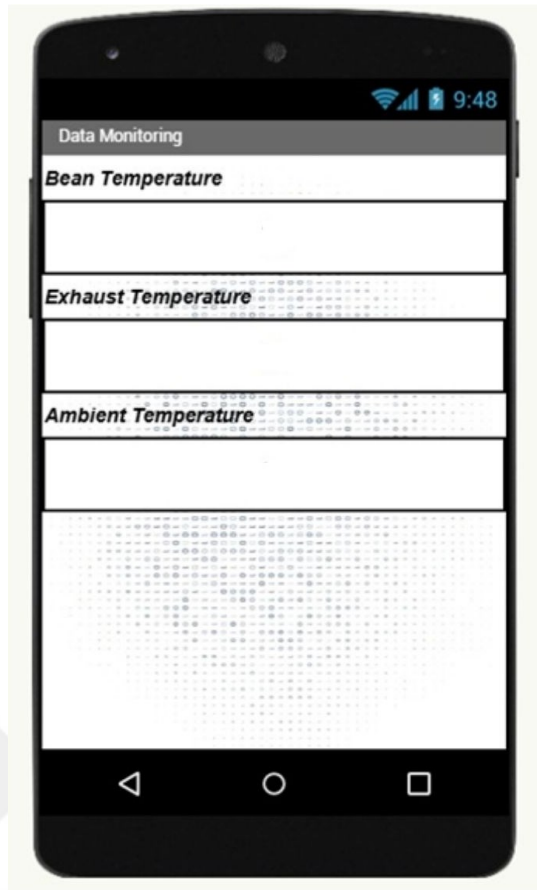 9:48
Data Monitoring
Bean Temperature
Exhaust Temperature
Ambient Temperature